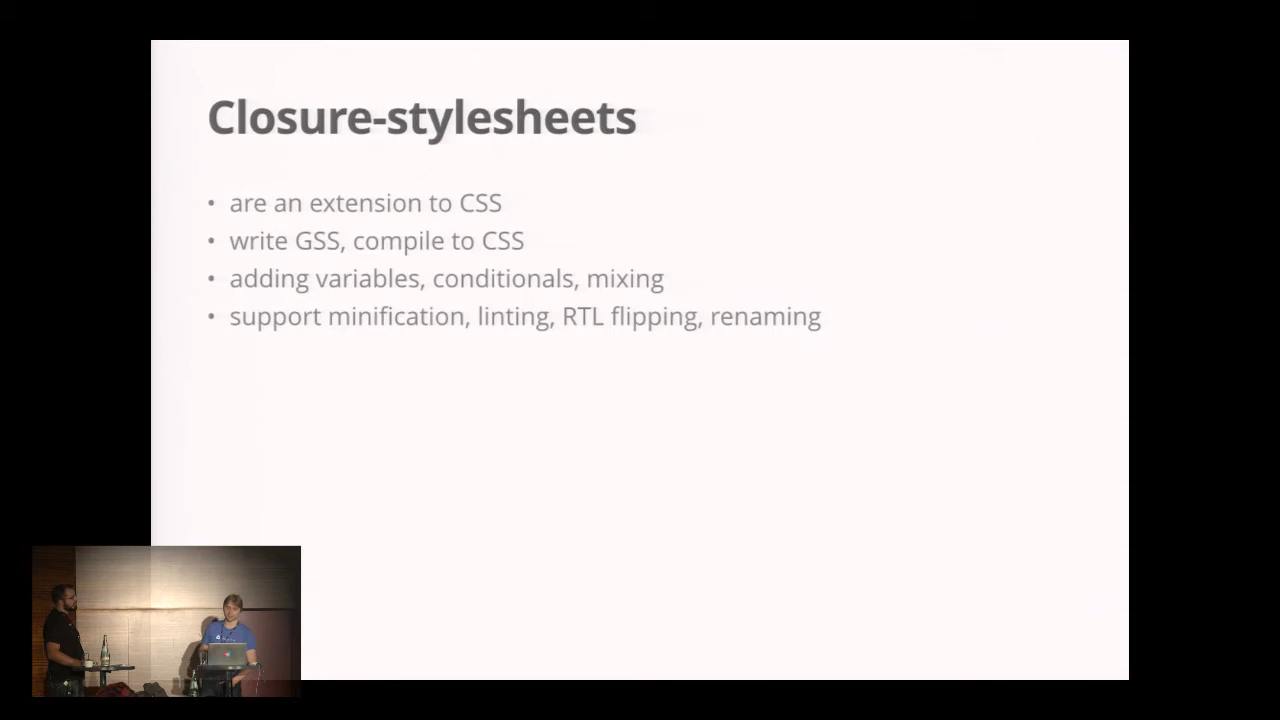 Closure-stylesheets
• are an extension to CSS
• write GSS, compile to CSS
• adding variables, conditionals, mixing
• support minification, linting, RTL flipping, renaming